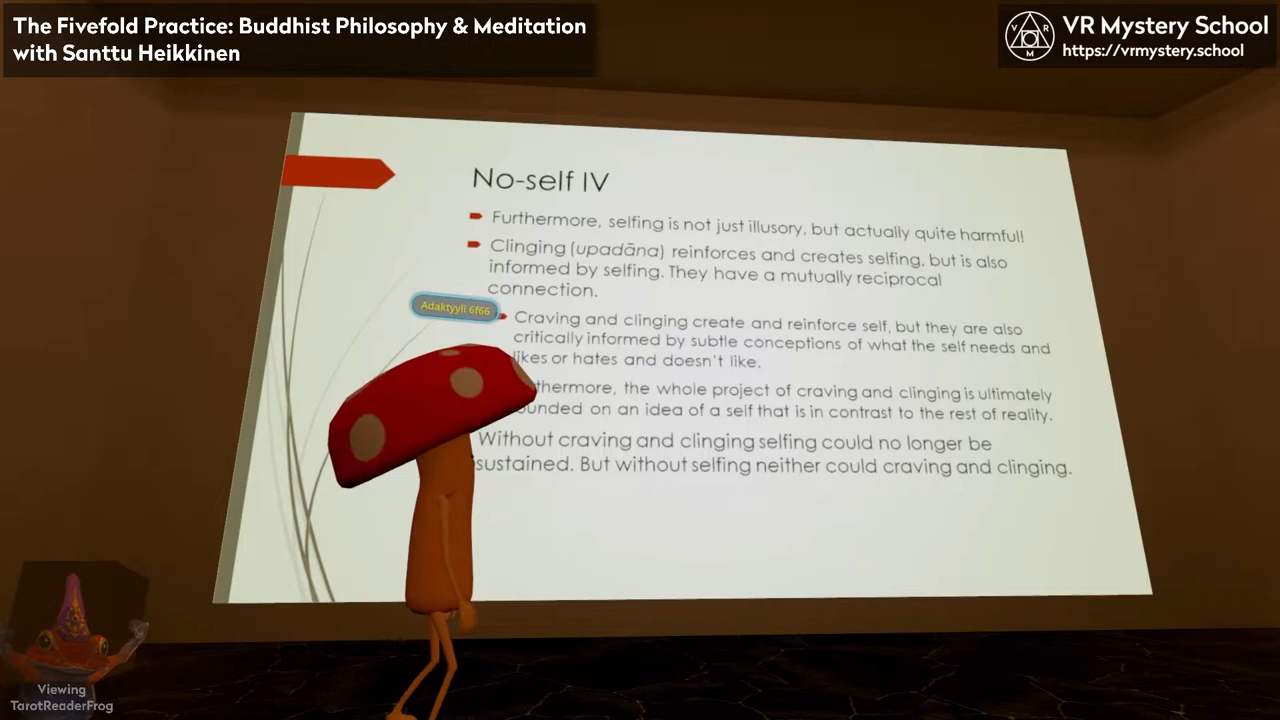 The Fivefold Practice: Buddhist Philosophy & Meditation
with Santtu Heikkinen
VR Mystery School
https://vrmystery.school
V R
M
No-self IV
Furthermore, selfing is not just illusory, but actually quite harmful!
Clinging (upadāna) reinforces and creates selfing, but is also
informed by selfing. They have a mutually reciprocal
connection.
Adaktyyli 6f66
Craving and clinging create and reinforce self, but they are also
critically informed by subtle conceptions of what the self needs and
likes or hates and doesn't like.
thermore, the whole project of craving and clinging is ultimately
ounded on an idea of a self that is in contrast to the rest of reality.
Without craving and clinging selfing could no longer be
sustained. But without selfing neither could craving and clinging.
Viewing
TarotReaderFrog